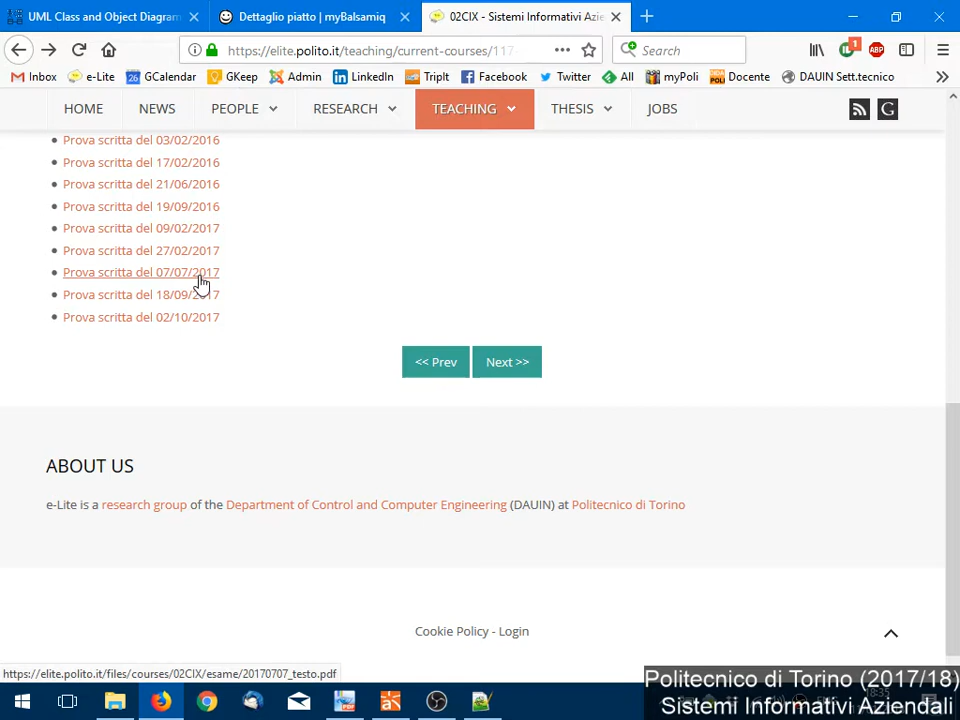 UML Class and Object Diagram
Dettaglio piatto | myBalsamiq
02CIX - Sistemi Informativi Azie
https://elite.polito.it/teaching/current-courses/117
Search
Inbox
e-Lite
GCalendar
GKeep
Admin
LinkedIn
TripIt
Facebook
Twitter
All
myPoli
Docente
DAUIN Sett.tecnico
HOME
NEWS
PEOPLE
RESEARCH
TEACHING
THESIS
JOBS
Prova scritta del 03/02/2016
Prova scritta del 17/02/2016
Prova scritta del 21/06/2016
Prova scritta del 19/09/2016
Prova scritta del 09/02/2017
Prova scritta del 27/02/2017
Prova scritta del 07/07/2017
Prova scritta del 18/09/2017
Prova scritta del 02/10/2017
<< Prev
Next >>
ABOUT US
e-Lite is a research group of the Department of Control and Computer Engineering (DAUIN) at Politecnico di Torino
Cookie Policy - Login
https://elite.polito.it/files/courses/02CIX/esame/20170707_testo.pdf
Politecnico di Torino (2017/18)
18:35
Sistemi Informativi Aziendali